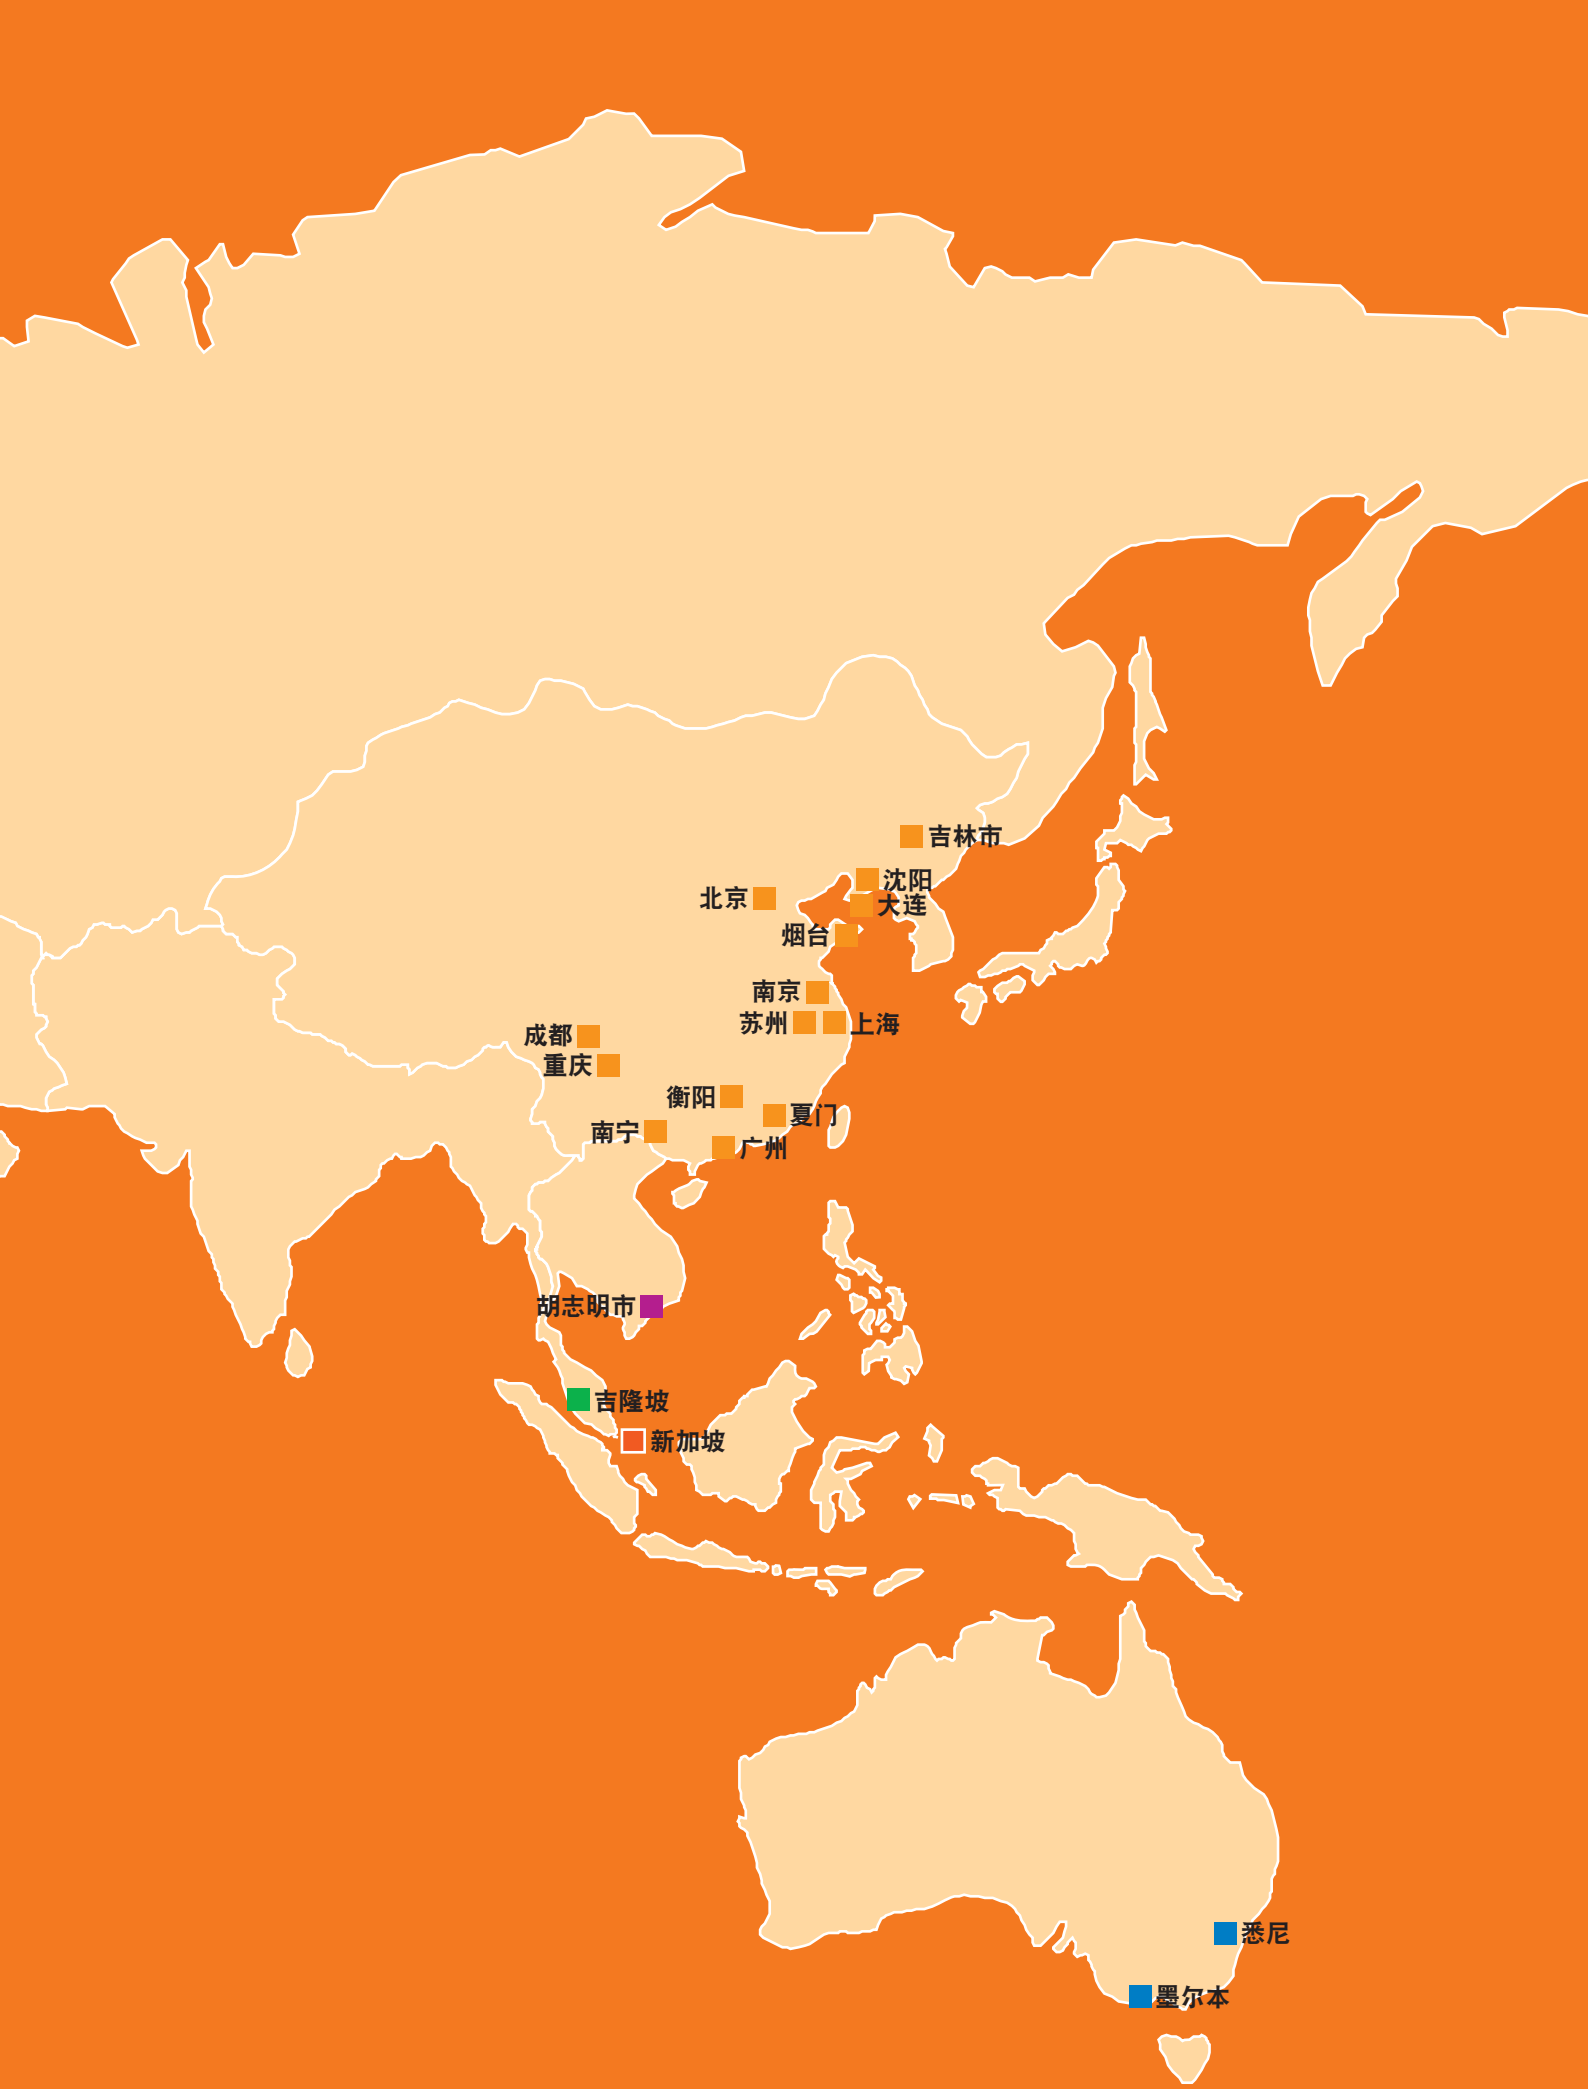 吉林市
沈阳
北京
大连
烟台
南京
苏州
上海
成都
重庆
衡阳
夏门
南宁
广州
胡志明市
吉隆坡
新加坡
悉尼
墨尔本